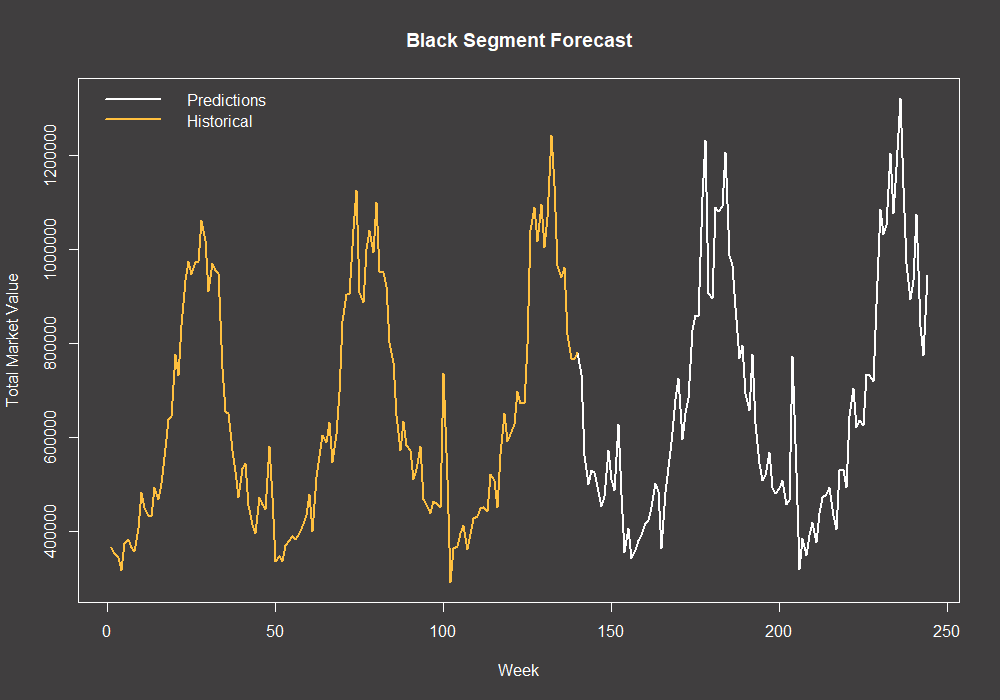 Black Segment Forecast
Predictions
Historical
Total Market Value
1200000
1000000
800000
600000
400000
0 50 100 150 200 250
Week